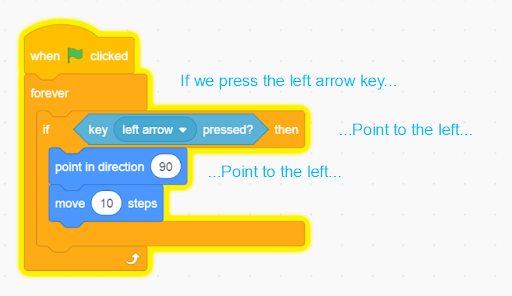 when clicked
If we press the left arrow key...
forever
if key left arrow pressed? then
...Point to the left...
point in direction 90
...Point to the left...
move 10 steps